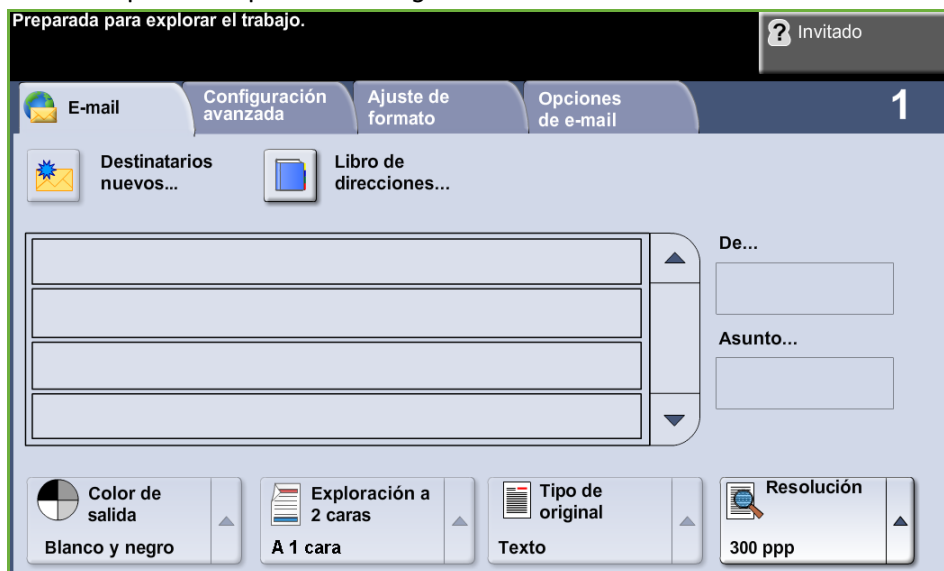 Preparada para explorar el trabajo.
Invitado
E-mail
Configuración
avanzada
Ajuste de
formato
Opciones
de e-mail
1
Destinatarios
nuevos...
Libro de
direcciones...
De...
Asunto...
Color de
salida
Blanco y negro
Exploración a
2 caras
A 1 cara
Tipo de
original
Texto
Resolución
300 ppp